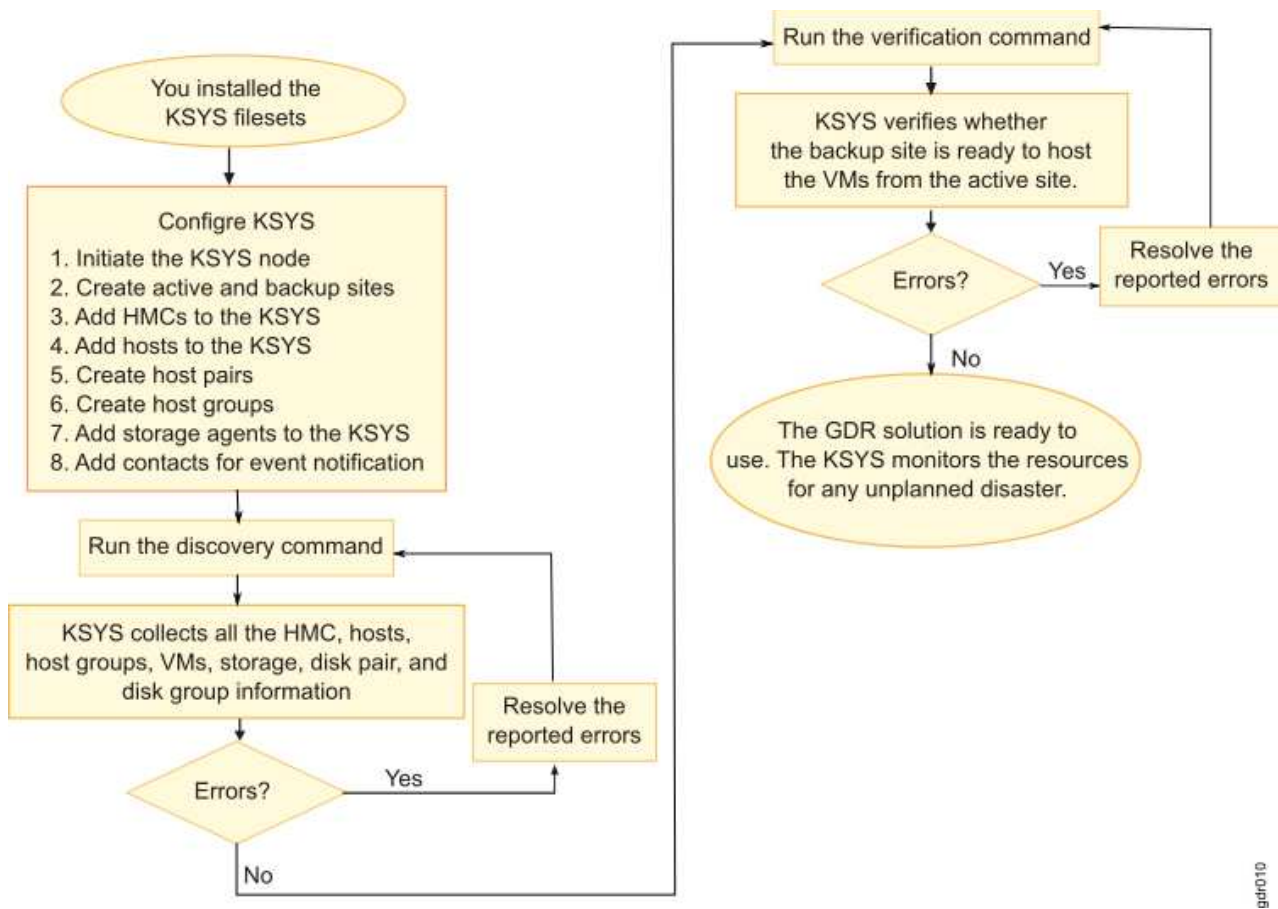 You installed the
KSYS filesets
Configre KSYS
1. Initiate the KSYS node
2. Create active and backup sites
3. Add HMCs to the KSYS
4. Add hosts to the KSYS
5. Create host pairs
6. Create host groups
7. Add storage agents to the KSYS
8. Add contacts for event notification
Run the discovery command
KSYS collects all the HMC, hosts,
host groups, VMs, storage, disk pair, and
disk group information
Errors?
Yes
Resolve the
reported errors
No
Run the verification command
KSYS verifies whether
the backup site is ready to host
the VMs from the active site.
Errors?
Yes
Resolve the
reported errors
No
The GDR solution is ready to
use. The KSYS monitors the resources
for any unplanned disaster.
gdr010